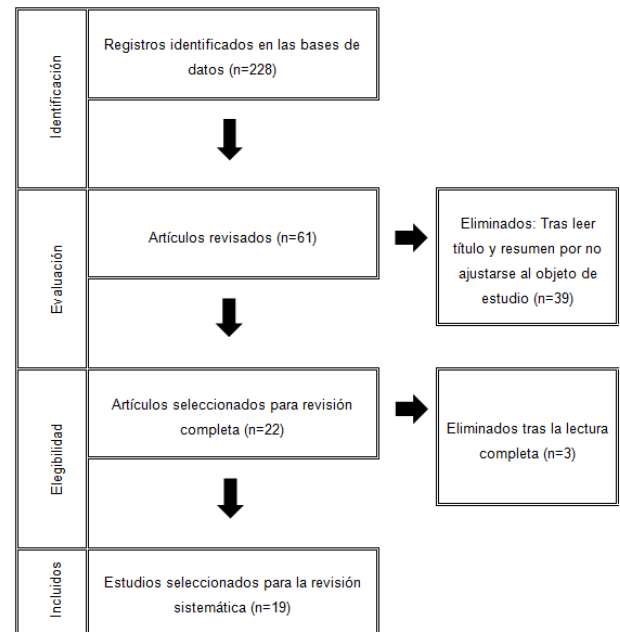 Identificación
Registros identificados en las bases de
datos (n=228)
Evaluación
Artículos revisados (n=61)
Eliminados: Tras leer
título y resumen por no
ajustarse al objeto de
estudio (n=39)
Elegibilidad
Artículos seleccionados para revisión
completa (n=22)
Eliminados tras la lectura
completa (n=3)
Incluidos
Estudios seleccionados para la revisión
sistemática (n=19)